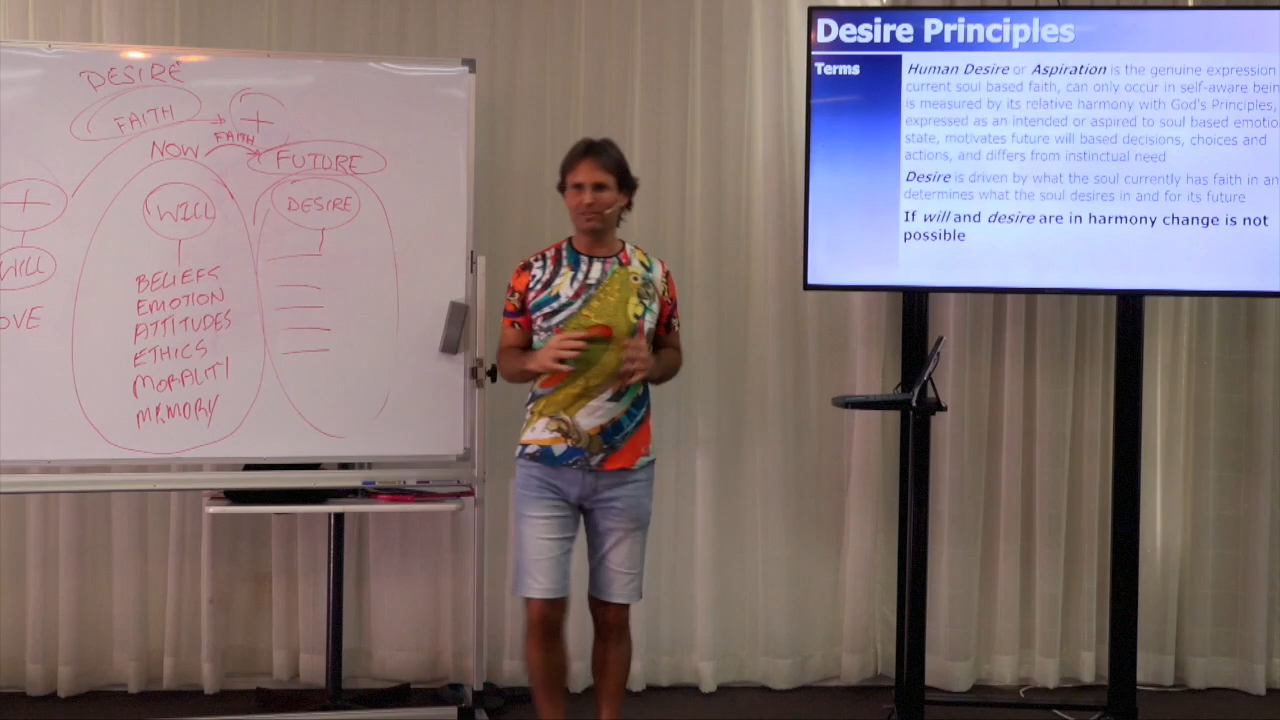 DESIRE
FAITH
+
FAITH
NOW
FUTURE
+
WILL
DESIRE
WILL
OVE
BELIEFS
EMOTION
ATTITUDES
ETHICS
MORALITY
MEMORY
Desire Principles
Terms
Human Desire or Aspiration is the genuine expression
current soul based faith, can only occur in self-aware bein
is measured by its relative harmony with God's Principles,
expressed as an intended or aspired to soul based emotio
state, motivates future will based decisions, choices and
actions, and differs from instinctual need
Desire is driven by what the soul currently has faith in an
determines what the soul desires in and for its future
If will and desire are in harmony change is not
possible